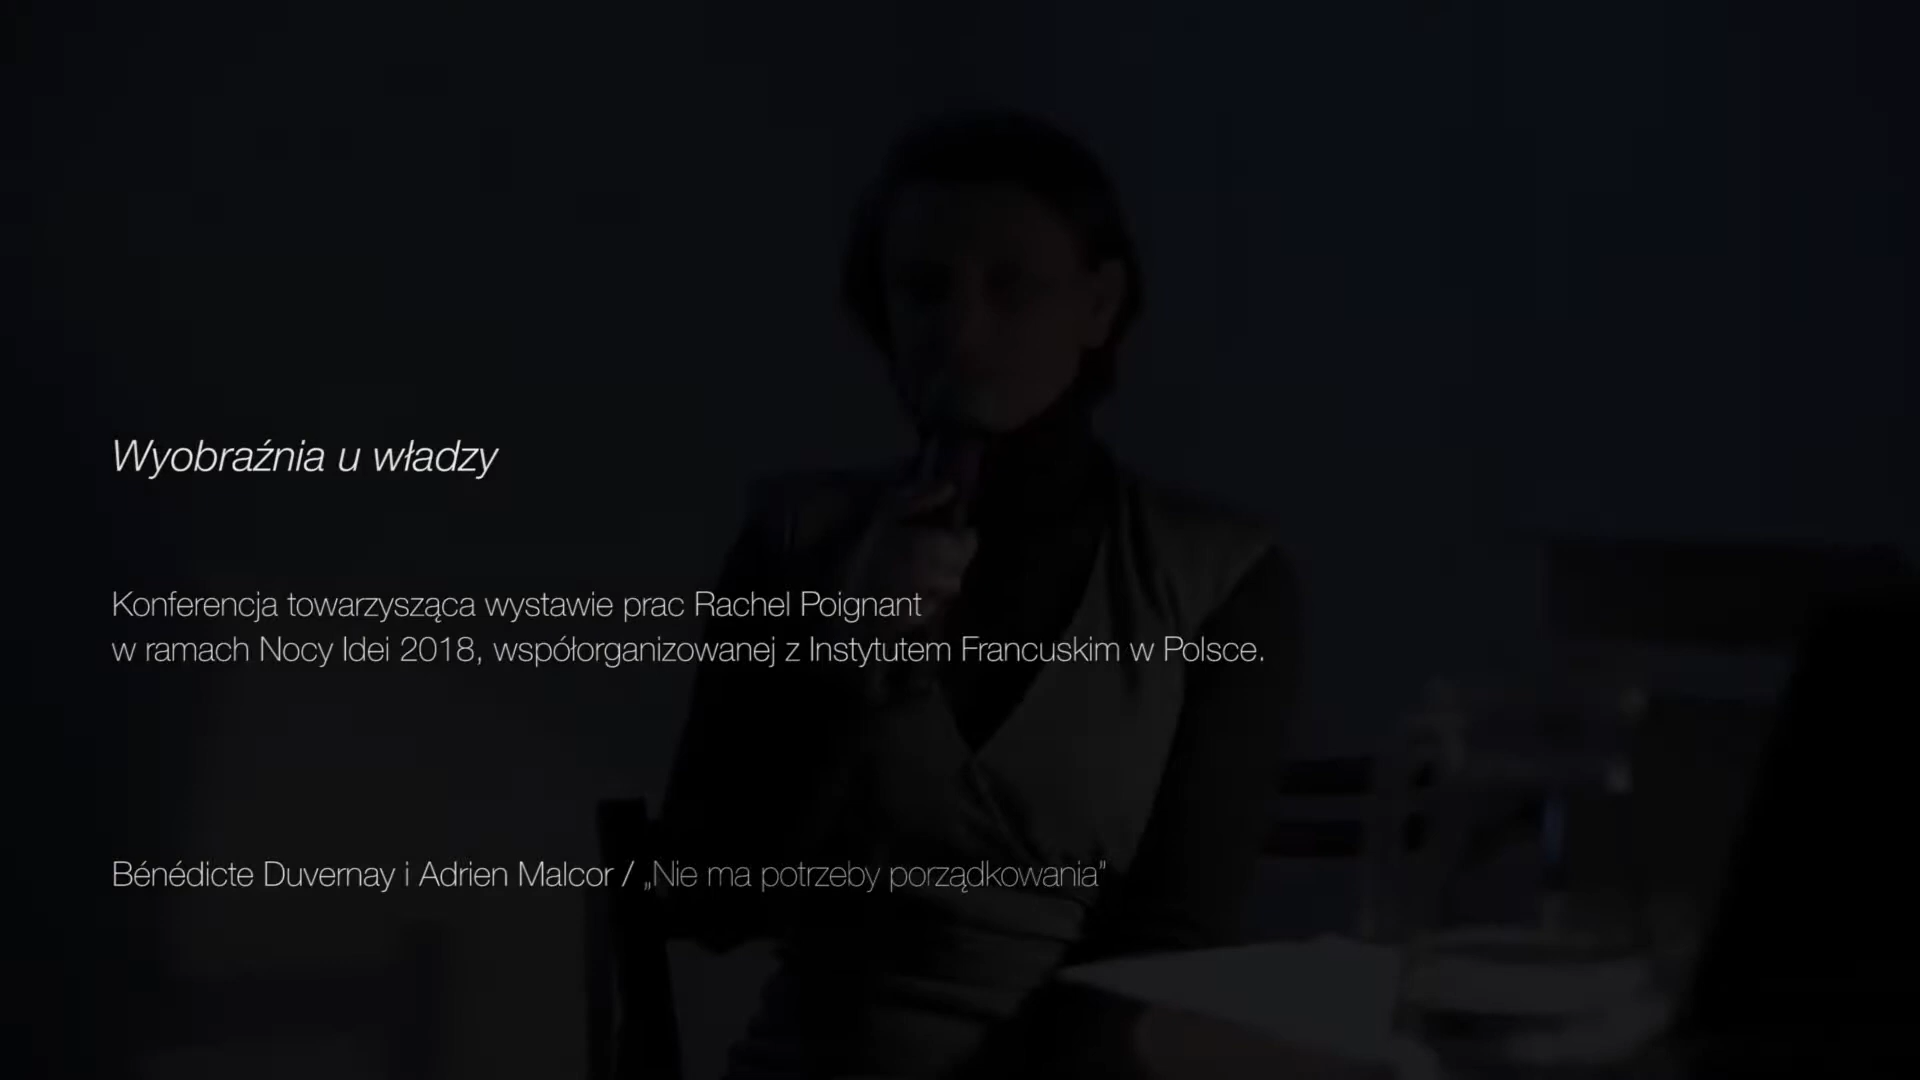 Wyobraźnia u władzy
Konferencja towarzysząca wystawie prac Rachel Poignant
w ramach Nocy Idei 2018, współorganizowanej z Instytutem Francuskim w Polsce.
Bénédicte Duvernay i Adrien Malcor / „Nie ma potrzeby porządkowania”